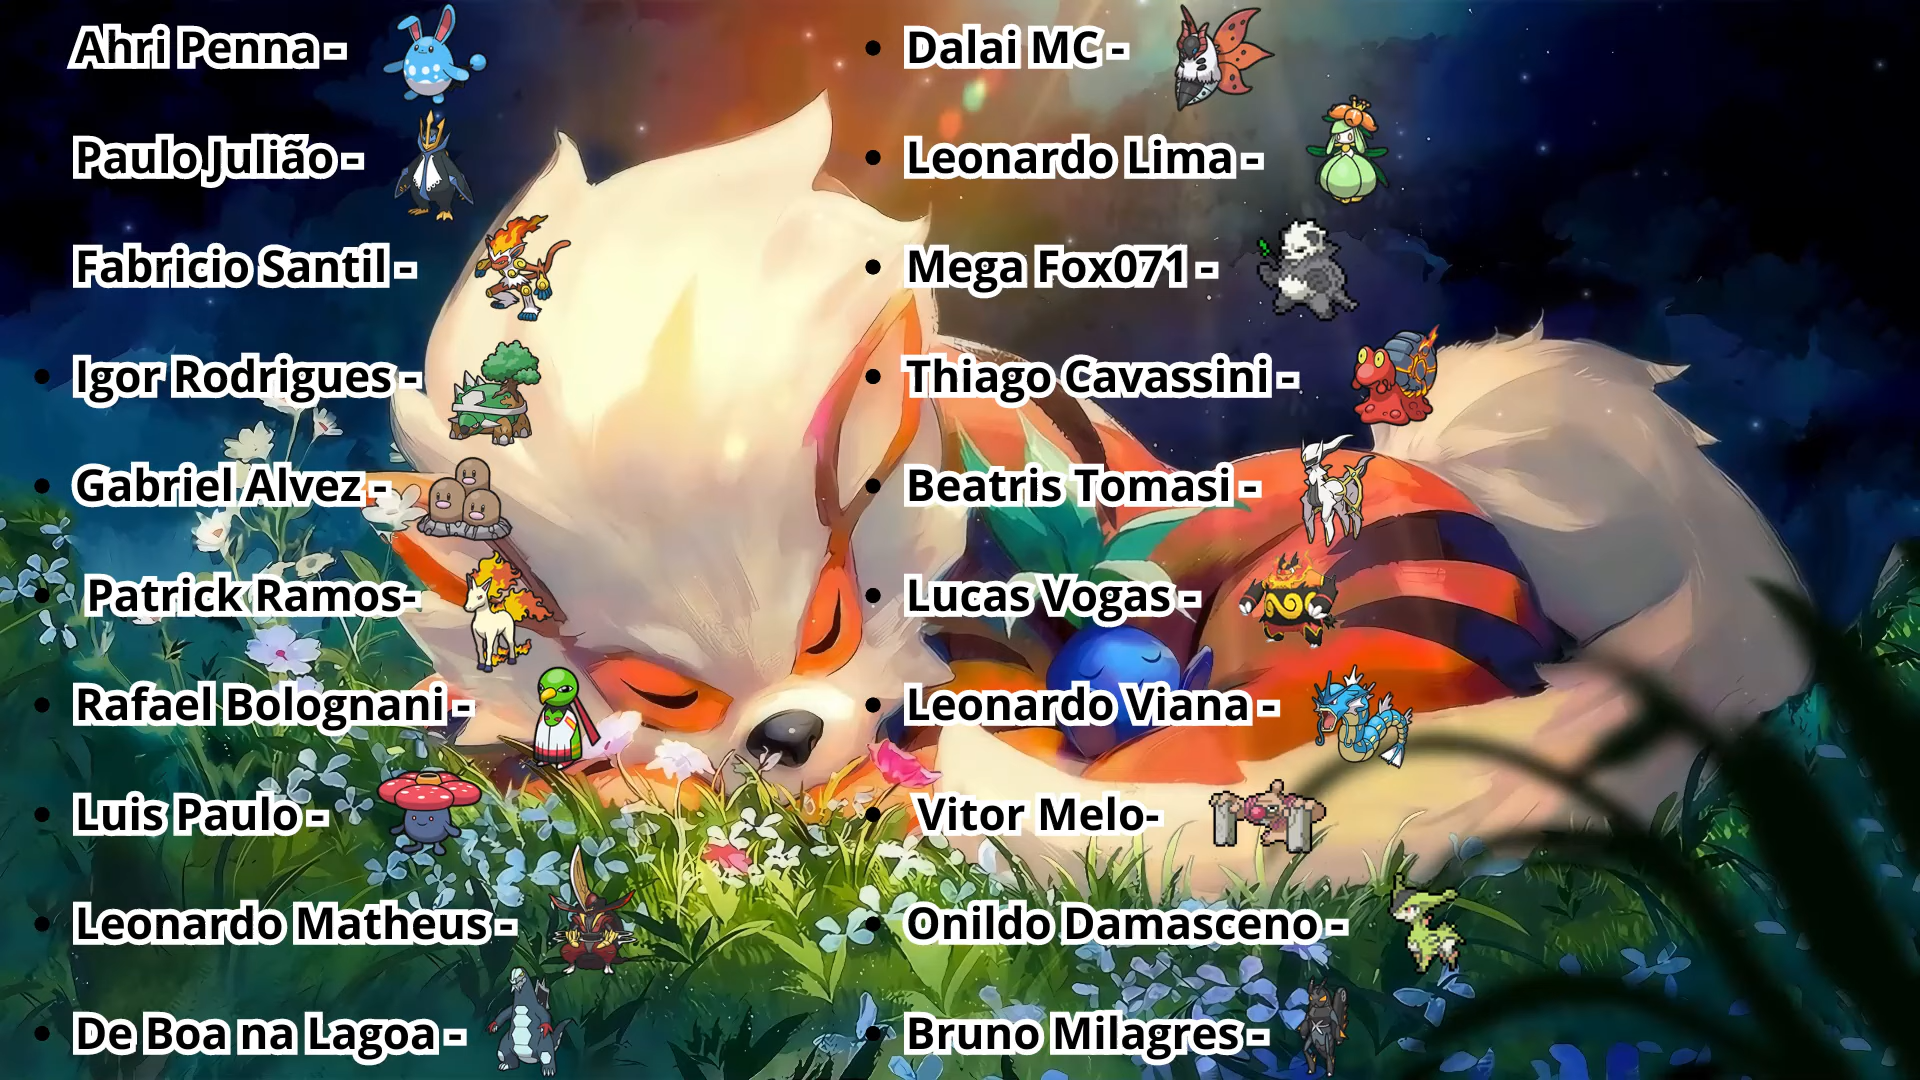 Ahri Penna -
Paulo Julião -
Fabricio Santil -
• Igor Rodrigues -
• Gabriel Alvez -
• Patrick Ramos-
• Rafael Bolognani -
• Luis Paulo -
• Leonardo Matheus -
• De Boa na Lagoa -
• Dalai MC -
• Leonardo Lima -
• Mega Fox071 -
• Thiago Cavassini -
• Beatris Tomasi -
• Lucas Vogas -
• Leonardo Viana -
• Vitor Melo-
• Onildo Damasceno -
• Bruno Milagres -